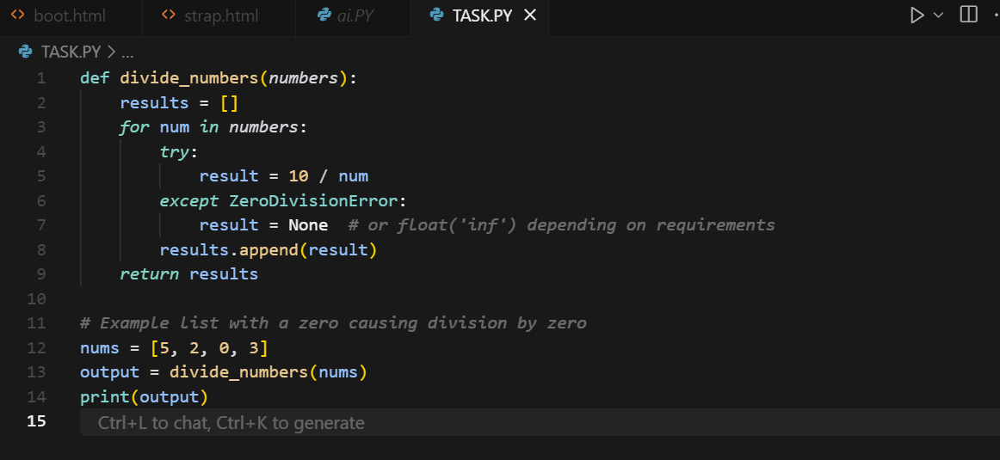 boot.html strap.html ai.PY TASK.PY
TASK.PY > ...
1 def divide_numbers(numbers):
2     results = []
3     for num in numbers:
4         try:
5             result = 10 / num
6         except ZeroDivisionError:
7             result = None  # or float('inf') depending on requirements
8         results.append(result)
9     return results
10
11 # Example list with a zero causing division by zero
12 nums = [5, 2, 0, 3]
13 output = divide_numbers(nums)
14 print(output)
15 Ctrl+L to chat, Ctrl+K to generate